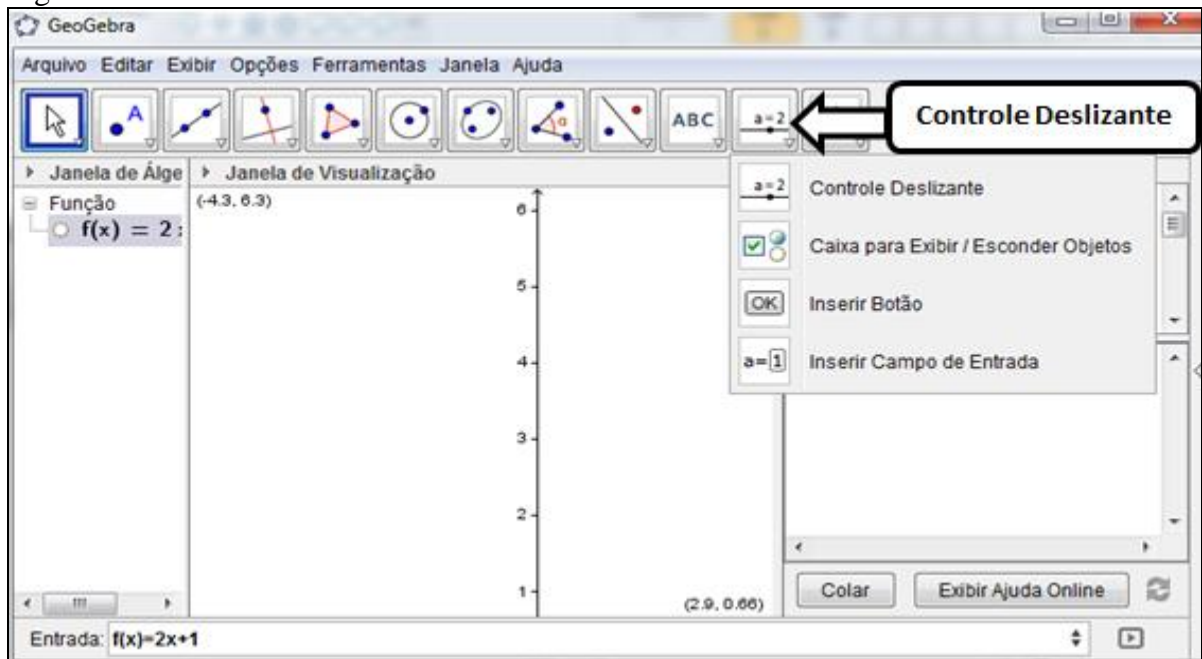 GeoGebra
Arquivo Editar Exibir Opções Ferramentas Janela Ajuda
A
α
ABC
a=2
Controle Deslizante
Janela de Álge
Janela de Visualização
a=2 Controle Deslizante
Função
f(x) = 2
(-4.3, 6.3)
6
Caixa para Exibir / Esconder Objetos
5
OK Inserir Botão
4
a=1 Inserir Campo de Entrada
3
2
1
(2.9, 0.66)
Colar
Exibir Ajuda Online
Entrada: f(x)=2x+1